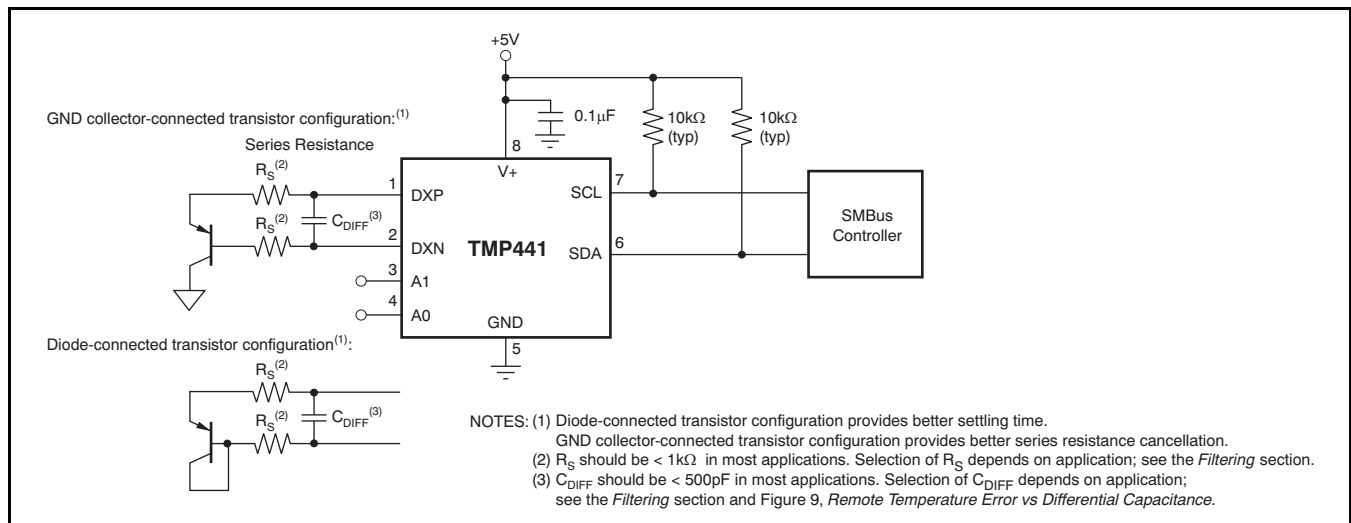 +5V
GND collector-connected transistor configuration:(1)
0.1μF
10kΩ
(typ)
10kΩ
(typ)
Series Resistance
RS(2)
8
V+
1
DXP
SCL
7
CDIFF(3)
RS(2)
2
DXN
TMP441
SDA
6
SMBus
Controller
3
A1
4
A0
GND
5
Diode-connected transistor configuration(1):
RS(2)
CDIFF(3)
RS(2)
NOTES: (1) Diode-connected transistor configuration provides better settling time.
GND collector-connected transistor configuration provides better series resistance cancellation.
(2) RS should be < 1kΩ in most applications. Selection of RS depends on application; see the Filtering section.
(3) CDIFF should be < 500pF in most applications. Selection of CDIFF depends on application;
see the Filtering section and Figure 9, Remote Temperature Error vs Differential Capacitance.